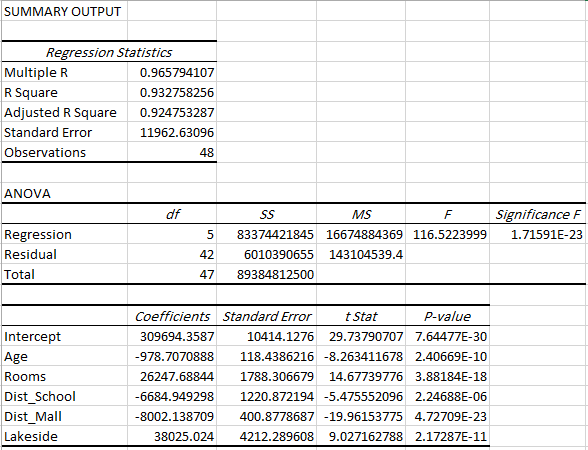 SUMMARY OUTPUT
Regression Statistics
Multiple R 0.965794107
R Square 0.932758256
Adjusted R Square 0.924753287
Standard Error 11962.63096
Observations 48
ANOVA
df SS MS F Significance F
Regression 5 83374421845 16674884369 116.5223999 1.71591E-23
Residual 42 6010390655 143104539.4
Total 47 89384812500
Coefficients Standard Error t Stat P-value
Intercept 309694.3587 10414.1276 29.73790707 7.64477E-30
Age -978.7070888 118.4386216 -8.263411678 2.40669E-10
Rooms 26247.68844 1788.306679 14.67739776 3.88184E-18
Dist_School -6684.949298 1220.872194 -5.475552096 2.24688E-06
Dist_Mall -8002.138709 400.8778687 -19.96153775 4.72709E-23
Lakeside 38025.024 4212.289608 9.027162788 2.17287E-11